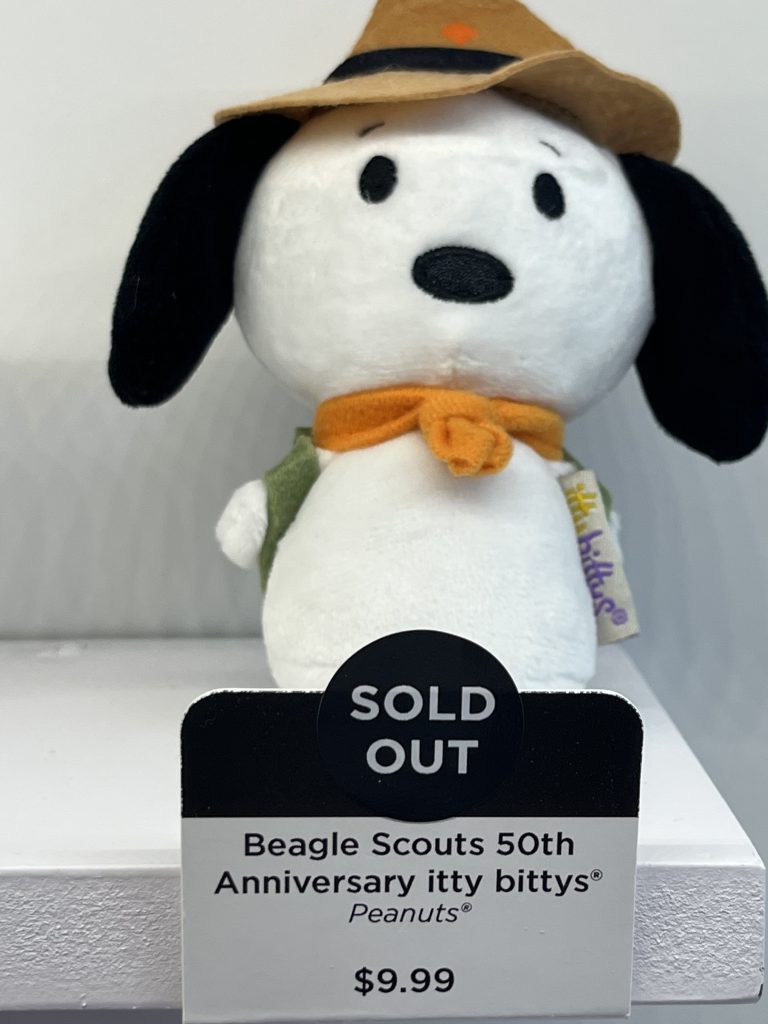 itty
bittys®
SOLD
OUT
Beagle Scouts 50th
Anniversary itty bittys®
Peanuts®
$9.99